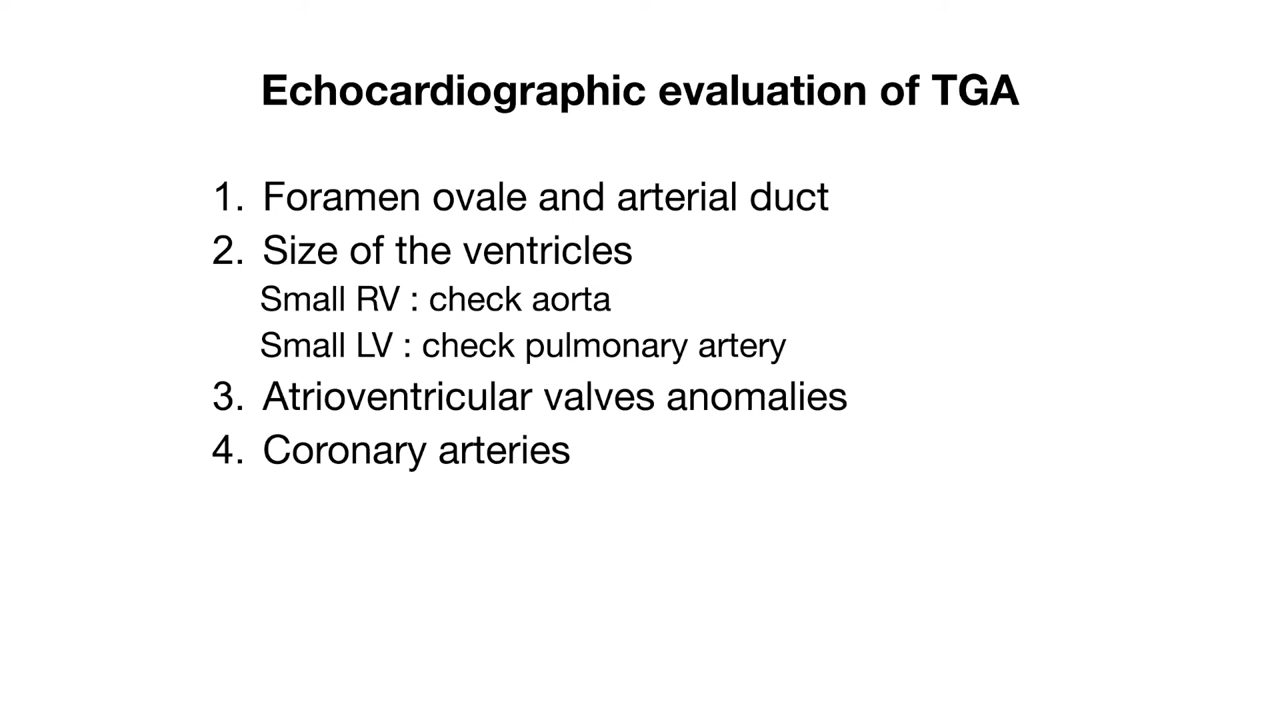 Echocardiographic evaluation of TGA
1. Foramen ovale and arterial duct
2. Size of the ventricles
Small RV : check aorta
Small LV : check pulmonary artery
3. Atrioventricular valves anomalies
4. Coronary arteries